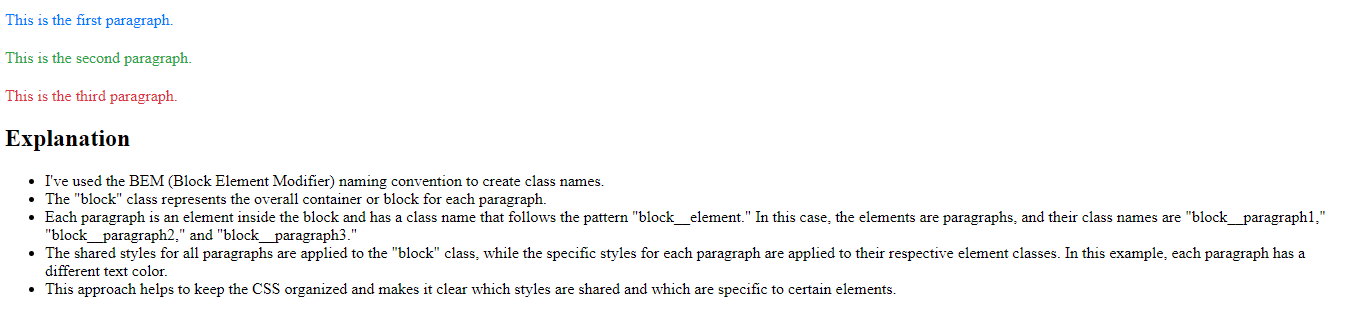 This is the first paragraph.
This is the second paragraph.
This is the third paragraph.
Explanation
• I've used the BEM (Block Element Modifier) naming convention to create class names.
• The "block" class represents the overall container or block for each paragraph.
• Each paragraph is an element inside the block and has a class name that follows the pattern "block__element." In this case, the elements are paragraphs, and their class names are "block__paragraph1,"
"block__paragraph2," and "block__paragraph3."
• The shared styles for all paragraphs are applied to the "block" class, while the specific styles for each paragraph are applied to their respective element classes. In this example, each paragraph has a
different text color.
• This approach helps to keep the CSS organized and makes it clear which styles are shared and which are specific to certain elements.